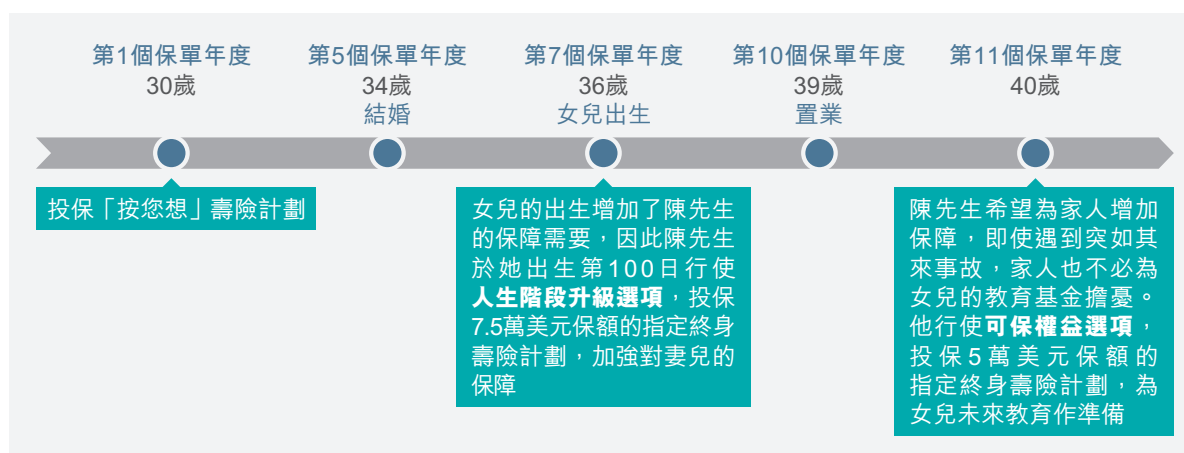 第1個保單年度
30歲
第5個保單年度
34歲
結婚
第7個保單年度
36歲
女兒出生
第10個保單年度
39歲
置業
第11個保單年度
40歲
投保「按您想」壽險計劃
女兒的出生增加了陳先生
的保障需要，因此陳先生
於她出生第100日行使
人生階段升級選項，投保
7.5萬美元保額的指定終身
壽險計劃，加強對妻兒的
保障
陳先生希望為家人增加
保障，即使遇到突如其
來事故，家人也不必為
女兒的教育基金擔憂。
他行使可保權益選項，
投保5萬美元保額的
指定終身壽險計劃，為
女兒未來教育作準備